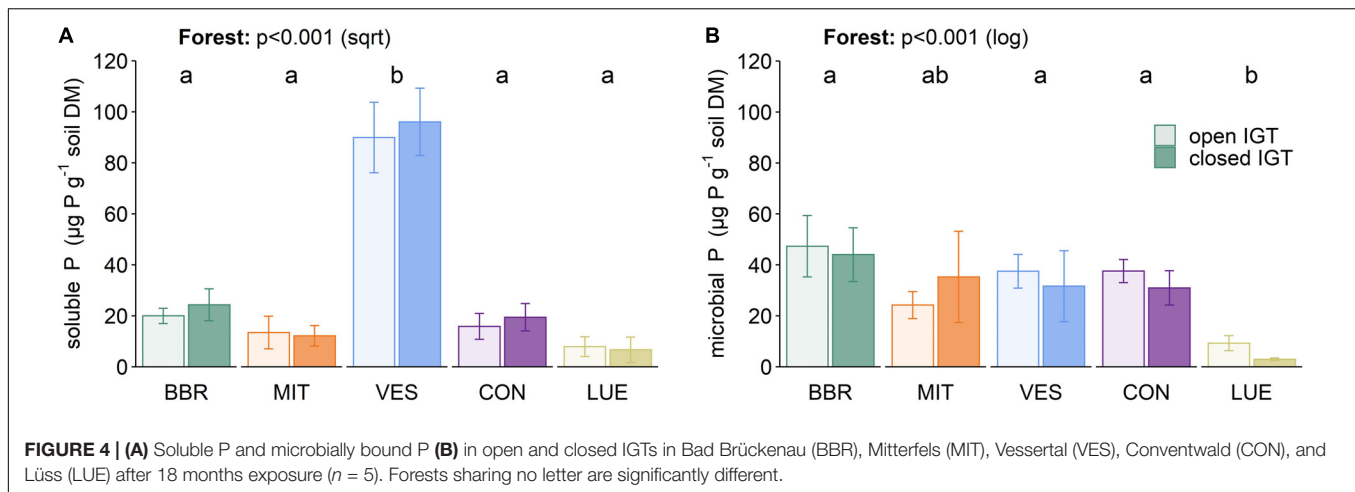 A
Forest: p<0.001 (sqrt)
120
100
80
60
40
20
0
soluble P (µg P g⁻¹ soil DM)
a a b a a
BBR MIT VES CON LUE
B
Forest: p<0.001 (log)
120
100
80
60
40
20
0
microbial P (µg P g⁻¹ soil DM)
a ab a a b
open IGT
closed IGT
BBR MIT VES CON LUE
FIGURE 4 | (A) Soluble P and microbially bound P (B) in open and closed IGTs in Bad Brückenau (BBR), Mitterfels (MIT), Vessertal (VES), Conventwald (CON), and
Lüss (LUE) after 18 months exposure (n = 5). Forests sharing no letter are significantly different.